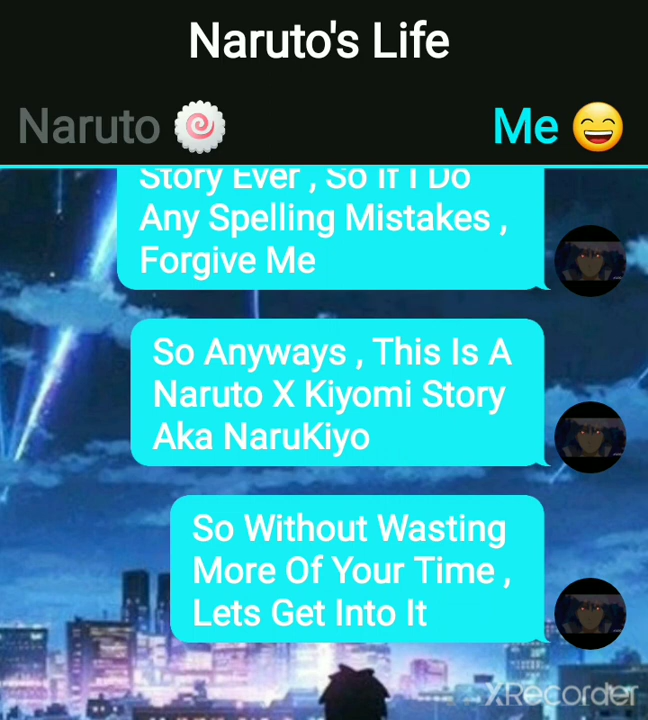 Naruto's Life
Naruto 🍥 Me 😄
Story Ever , So If I Do
Any Spelling Mistakes ,
Forgive Me
So Anyways , This Is A
Naruto X Kiyomi Story
Aka NaruKiyo
So Without Wasting
More Of Your Time ,
Lets Get Into It
XRecorder